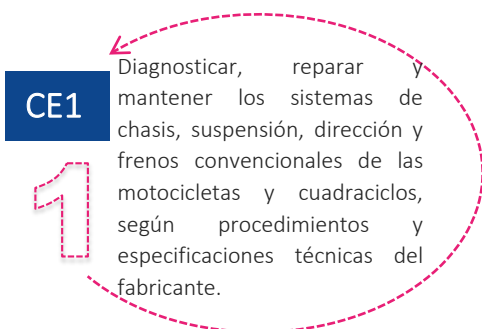 CE1
1
Diagnosticar, reparar y
mantener los sistemas de
chasis, suspensión, dirección y
frenos convencionales de las
motocicletas y cuadraciclos,
según procedimientos y
especificaciones técnicas del
fabricante.